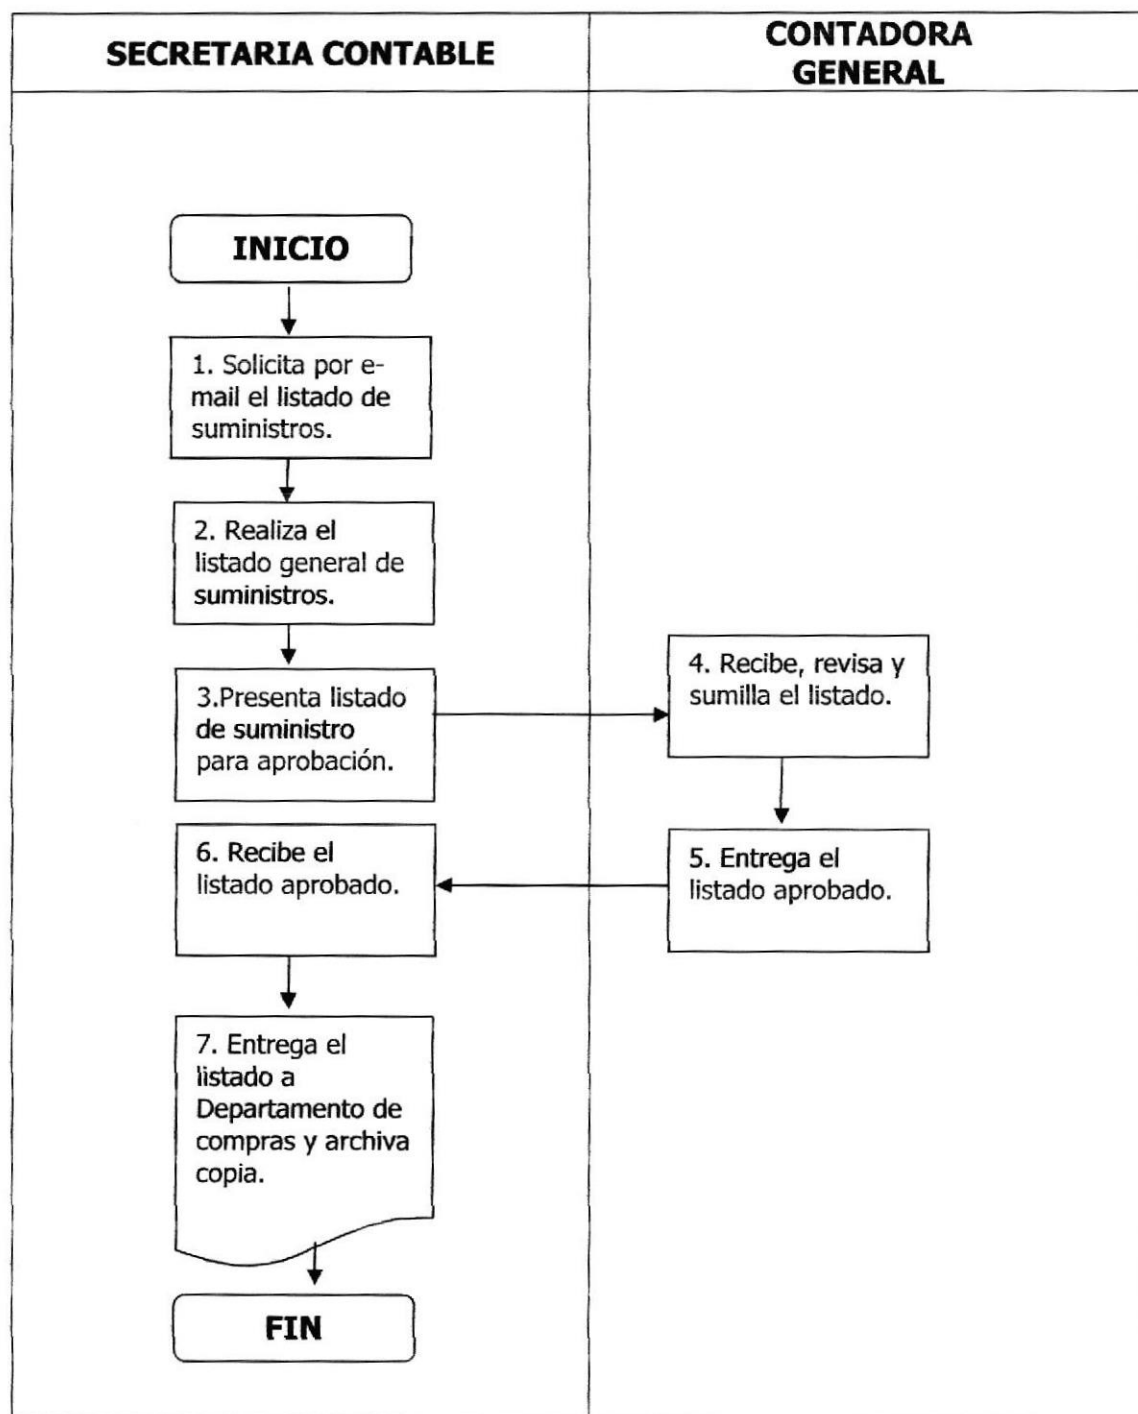 SECRETARIA CONTABLE
CONTADORA
GENERAL
INICIO
1. Solicita por e-
mail el listado de
suministros.
2. Realiza el
listado general de
suministros.
3.Presenta listado
de suministro
para aprobación.
4. Recibe, revisa y
sumilla el listado.
5. Entrega el
listado aprobado.
6. Recibe el
listado aprobado.
7. Entrega el
listado a
Departamento de
compras y archiva
copia.
FIN